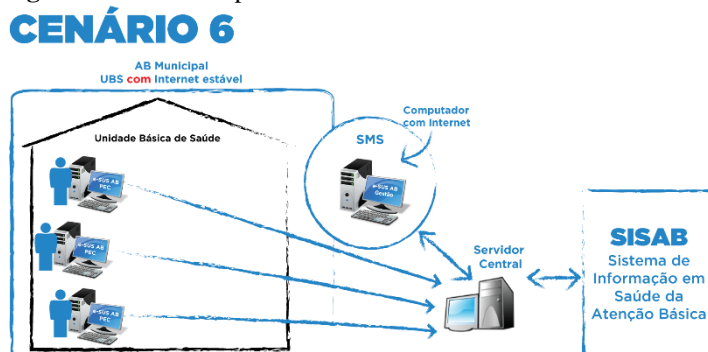 CENÁRIO 6
AB Municipal
UBS com Internet estável
Computador
com Internet
Unidade Básica de Saúde
SMS
e-SUS AB
PEC
e-SUS AB
Gestão
e-SUS AB
PEC
e-SUS AB
PEC
Servidor
Central
SISAB
Sistema de
Informação em
Saúde da
Atenção Básica